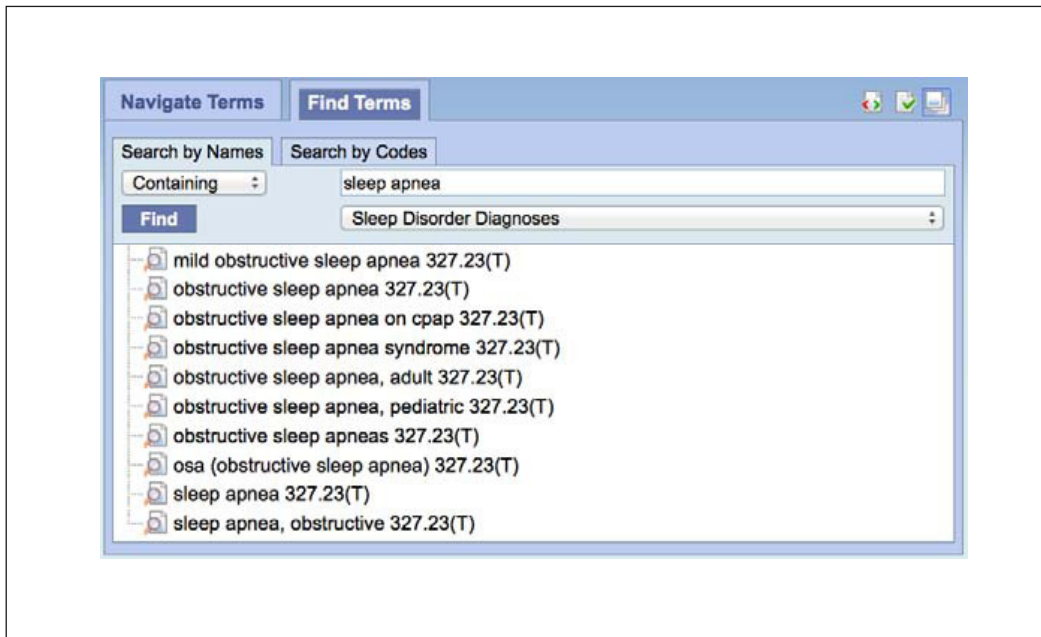 Navigate Terms Find Terms
Search by Names Search by Codes
Containing sleep apnea
Find Sleep Disorder Diagnoses
mild obstructive sleep apnea 327.23(T)
obstructive sleep apnea 327.23(T)
obstructive sleep apnea on cpap 327.23(T)
obstructive sleep apnea syndrome 327.23(T)
obstructive sleep apnea, adult 327.23(T)
obstructive sleep apnea, pediatric 327.23(T)
obstructive sleep apneas 327.23(T)
osa (obstructive sleep apnea) 327.23(T)
sleep apnea 327.23(T)
sleep apnea, obstructive 327.23(T)